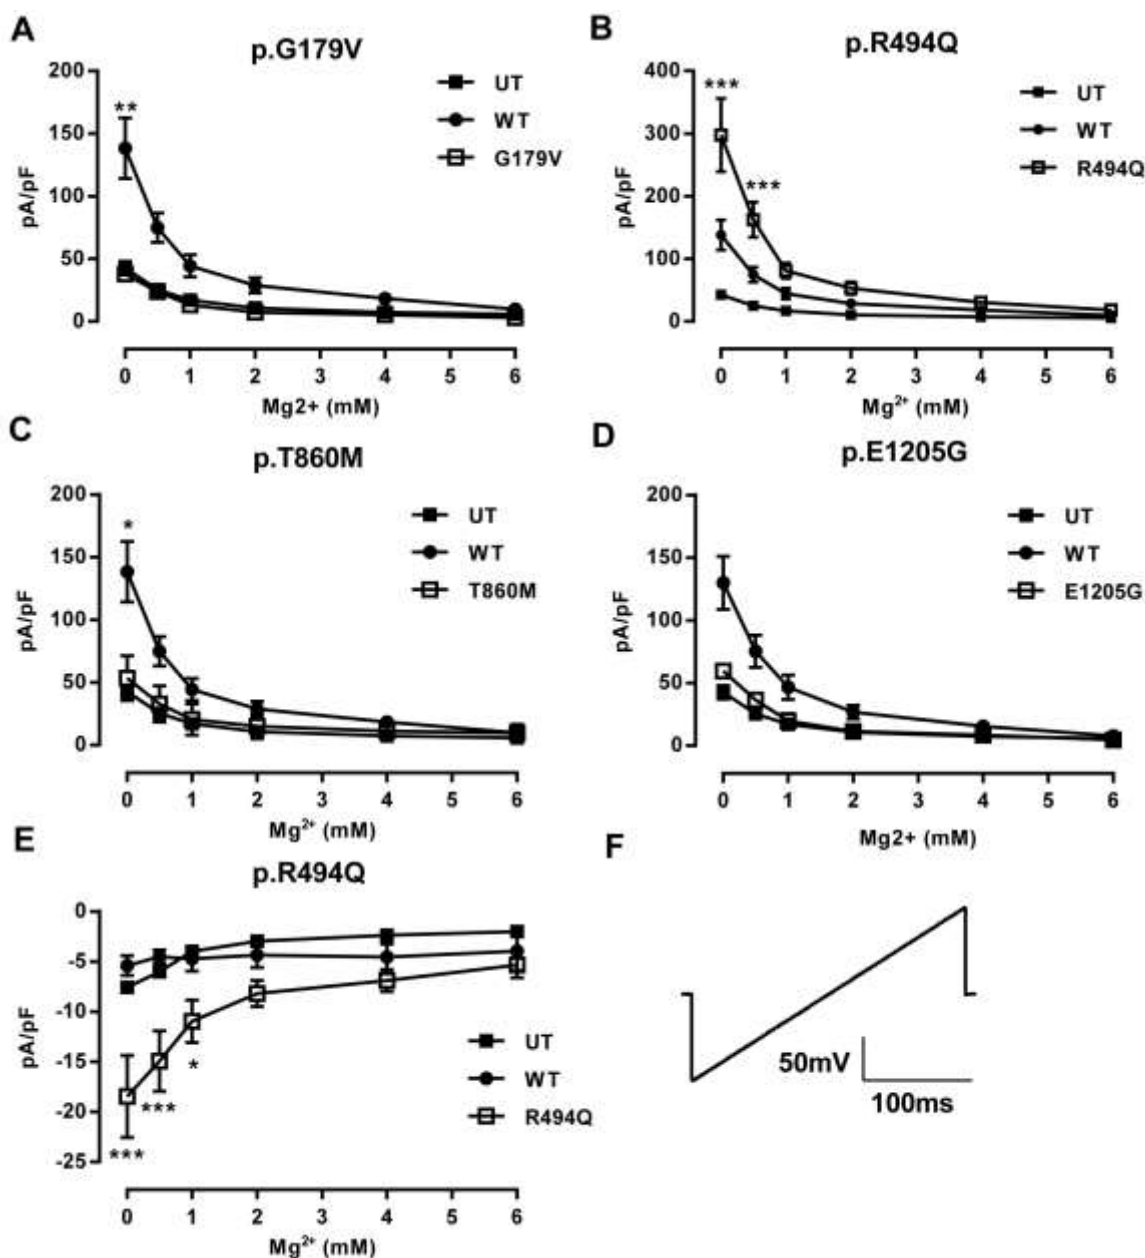 A
p.G179V
200
150
100
50
0
pA/pF
**
UT
WT
G179V
0 1 2 3 4 5 6
Mg2+ (mM)
B
p.R494Q
400
300
200
100
0
pA/pF
***
***
UT
WT
R494Q
0 1 2 3 4 5 6
Mg²⁺ (mM)
C
p.T860M
200
150
100
50
0
pA/pF
*
UT
WT
T860M
0 1 2 3 4 5 6
Mg²⁺ (mM)
D
p.E1205G
200
150
100
50
0
pA/pF
UT
WT
E1205G
0 1 2 3 4 5 6
Mg2+ (mM)
E
p.R494Q
0
-5
-10
-15
-20
-25
pA/pF
*
***
***
UT
WT
R494Q
0 1 2 3 4 5 6
Mg²⁺ (mM)
F
50mV
100ms